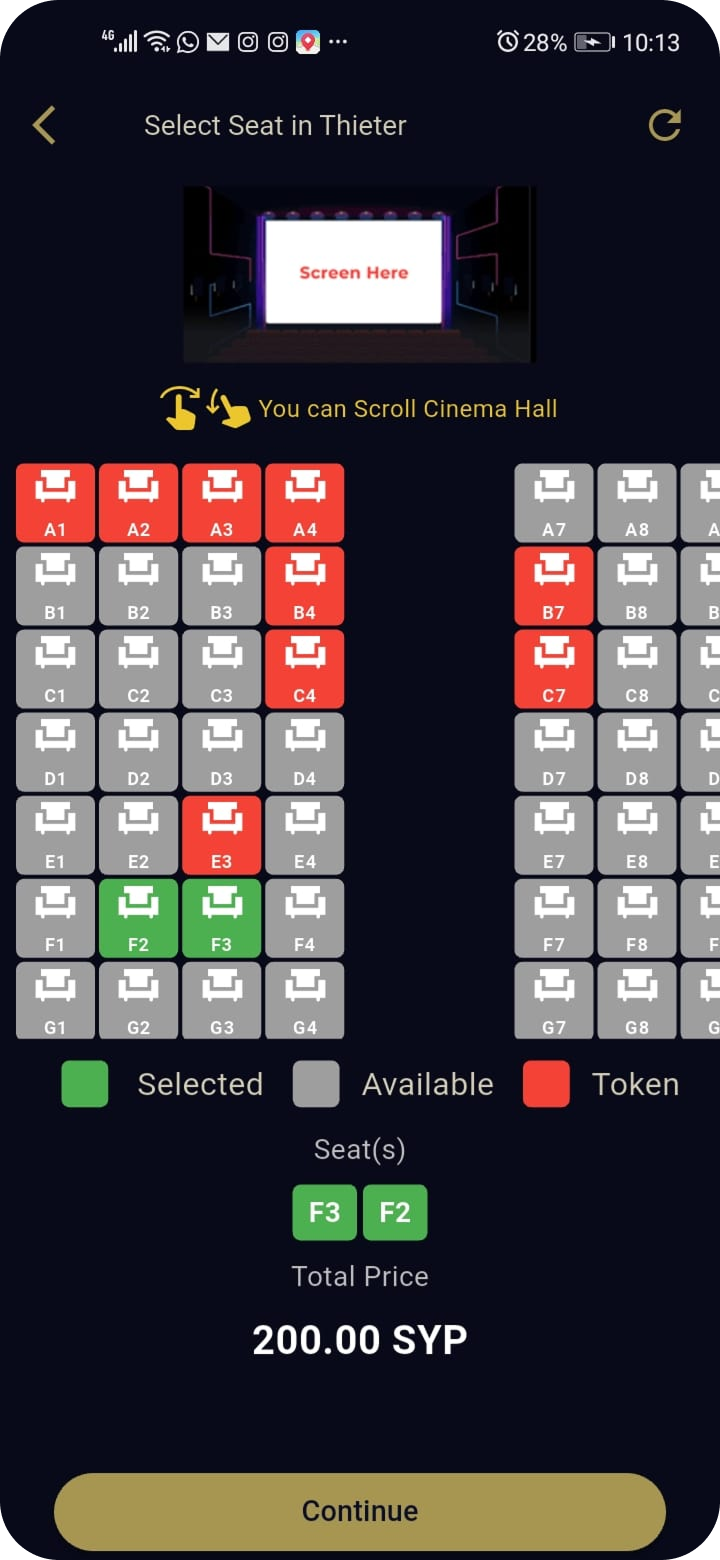 4G 28% 10:13
Select Seat in Thieter
Screen Here
You can Scroll Cinema Hall
A1 A2 A3 A4 A7 A8 A
B1 B2 B3 B4 B7 B8 B
C1 C2 C3 C4 C7 C8 C
D1 D2 D3 D4 D7 D8 D
E1 E2 E3 E4 E7 E8 E
F1 F2 F3 F4 F7 F8 F
G1 G2 G3 G4 G7 G8 G
Selected Available Token
Seat(s)
F3 F2
Total Price
200.00 SYP
Continue